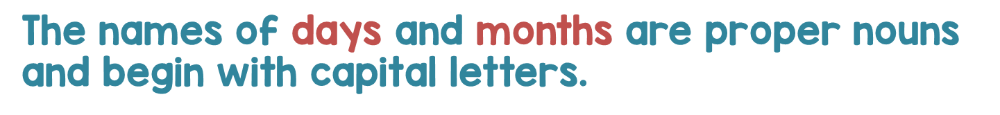 The names of days and months are proper nouns
and begin with capital letters.